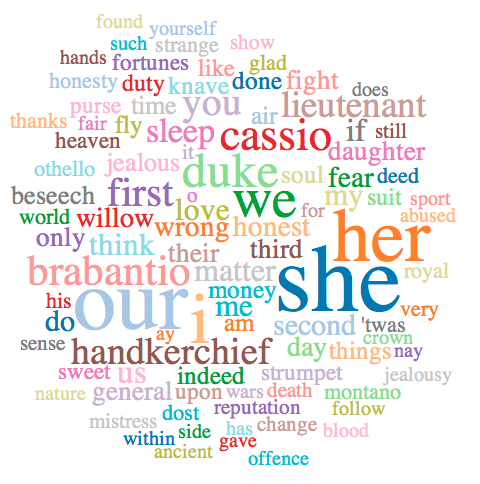 found yourself
such strange show
hands fortunes like glad
honesty duty knave done fight
purse time you air lieutenant does
thanks fair fly sleep cassio if still
heaven jealous it daughter
othello duke soul fear deed
beseech first o we my suit sport
world willow love for her abused
only wrong honest
think their third she
brabantio matter royal
his our i money very
do me
ay am second 'twas
sense handkerchief day things crown nay
sweet us indeed strumpet jealousy
nature general upon wars death montano
dost reputation follow
mistress has change
within side gave blood
ancient offence